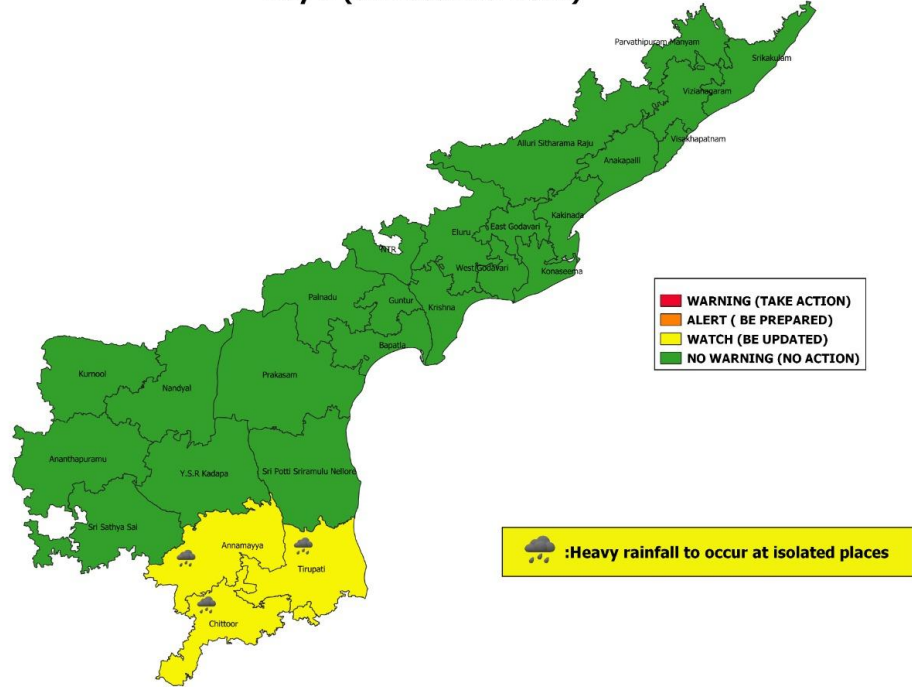 Parvathipuram Manyam
Srikakulam
Vizianagaram
Visakhapatnam
Alluri Sitharama Raju
Anakapalli
Kakinada
East Godavari
Eluru
NTR
West Godavari
Konaseema
Palnadu
Guntur
Krishna
Bapatla
WARNING (TAKE ACTION)
ALERT ( BE PREPARED)
WATCH (BE UPDATED)
NO WARNING (NO ACTION)
Kurnool
Nandyal
Prakasam
Ananthapuramu
Y.S.R Kadapa
Sri Potti Sriramulu Nellore
Sri Sathya Sai
Annamayya
Tirupati
Chittoor
:Heavy rainfall to occur at isolated places